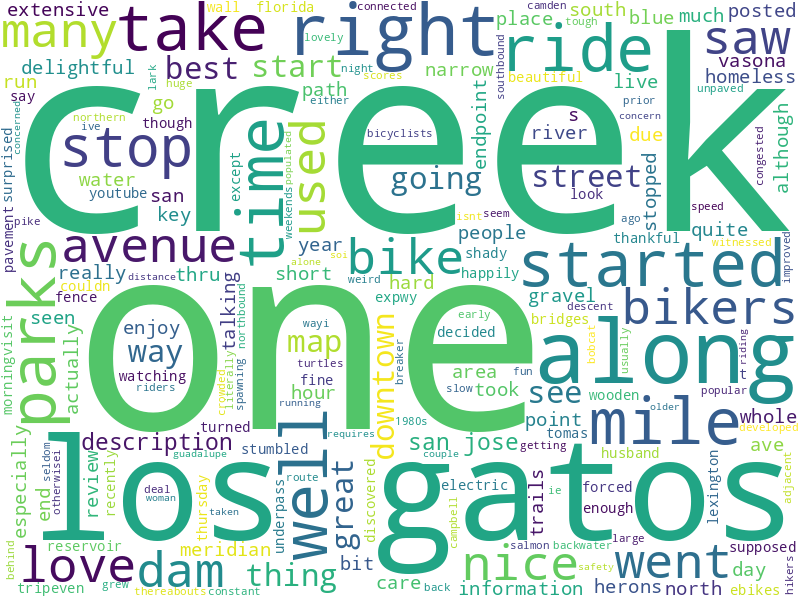 extensive
wall
florida
connected
camden
tough
south
blue
much
posted
many
take
right
lovely
place
ride
saw
delightful
best
start
night
scores
narrow
southbound
beautiful
live
vasona
homeless
run
say
lark
huge
path
either
unpaved
northern
go
creek
prior
concern
concerned
live
though
bicyclists
s
river
endpoint
due
although
surprised
stop
time
used
populated
going
street
look
stopped
congested
water
youtube
san
key
except
weekends
isnt
seem
ago
speed
pavement
pike
avenue
year
people
thankful
quite
witnessed
improved
parks
really
distance
thru
alone
soi
bike
shady
started
couldn
short
weird
hard
happily
fence
seen
talking
northbound
expwy
gravel
descent
bikers
actually
enjoy
one
wayi
map
early
decided
bridges
way
turtles
breaker
along
bobcat
usually
riding
rt
morningvisit
watching
riders
crowded
literally
spawning
fine
hour
downtown
area
took
slow
fun
see
wooden
popular
running
1980s
getting
point
tomas
mile
older
whole
developed
description
turned
requires
san jose
couple
husband
ave
los
gatos
well
stumbled
guadalupe
especially
end
seldom
otherwisei
review
recently
deal
woman
route
great
discovered
electric
ie
trails
forced
enough
lexington
adjacent
thursday
underpass
campbell
meridian
bit
taken
reservoir
salmon
backwater
large
supposed
behind
love
dam
thing
nice
safety
went
day
hikers
tripeven
grew
thereabouts
constant
care
back
information
herons
north
ebikes